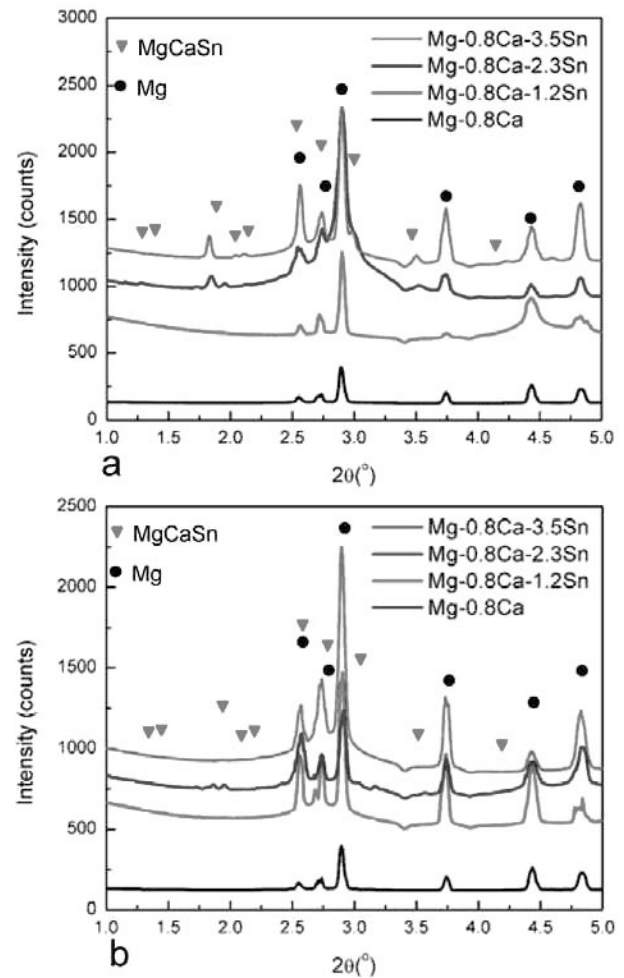 3000
2500
2000
1500
1000
500
0
Intensity (counts)
MgCaSn
Mg
Mg-0.8Ca-3.5Sn
Mg-0.8Ca-2.3Sn
Mg-0.8Ca-1.2Sn
Mg-0.8Ca
1.0 1.5 2.0 2.5 3.0 3.5 4.0 4.5 5.0
a
2θ(°)
2500
2000
1500
1000
500
0
Intensity (counts)
MgCaSn
Mg
Mg-0.8Ca-3.5Sn
Mg-0.8Ca-2.3Sn
Mg-0.8Ca-1.2Sn
Mg-0.8Ca
1.0 1.5 2.0 2.5 3.0 3.5 4.0 4.5 5.0
b
2θ(°)